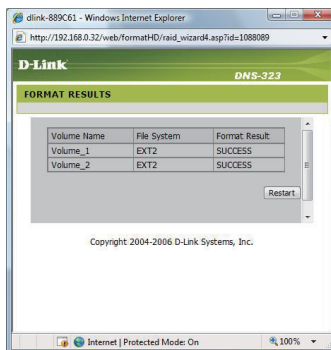 dlink-889C61 - Windows Internet Explorer
http://192.168.0.32/web/formatHD/raid_wizard4.asp?id=1088089
D-Link
DNS-323
FORMAT RESULTS
Volume Name File System Format Result
Volume_1 EXT2 SUCCESS
Volume_2 EXT2 SUCCESS
Restart
Copyright 2004-2006 D-Link Systems, Inc.
Internet | Protected Mode: On 100%